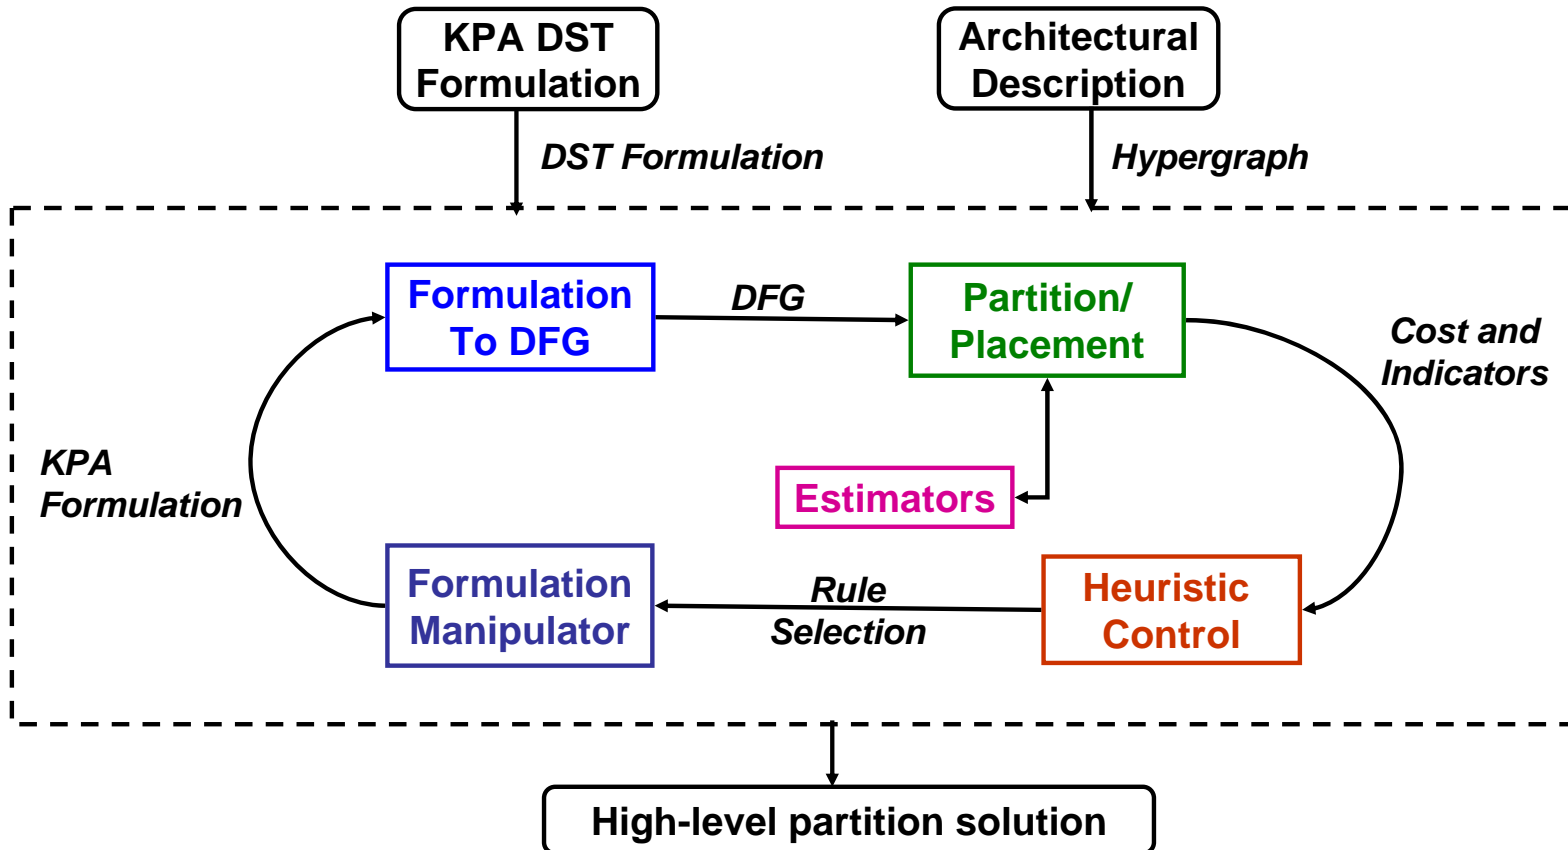 KPA DST
Formulation
Architectural
Description
DST Formulation
Hypergraph
Formulation
To DFG
DFG
Partition/
Placement
Cost and
Indicators
KPA
Formulation
Estimators
Formulation
Manipulator
Rule
Selection
Heuristic
Control
High-level partition solution